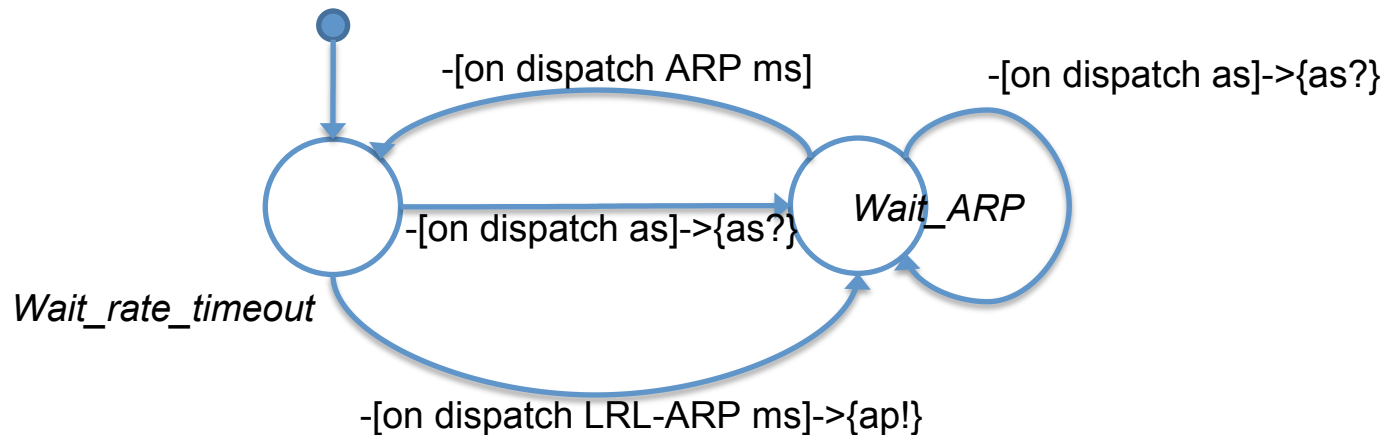 -[on dispatch ARP ms]
-[on dispatch as]->{as?}
Wait_ARP
-[on dispatch as]->{as?}
Wait_rate_timeout
-[on dispatch LRL-ARP ms]->{ap!}